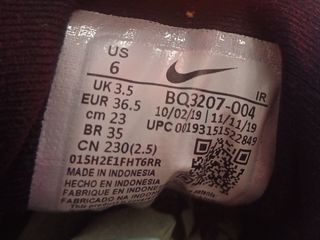 US
6
UK 3.5
EUR 36.5
cm 23
BR 35
CN 230(2.5)
015H2E1FHT6RR
MADE IN INDONESIA
HECHO EN INDONESIA
FABRIQUE EN INDONESIE
FABRICADO NA INDONESIA
IR
BQ3207-004
10/02/19 11/11/19
UPC 00193151522849